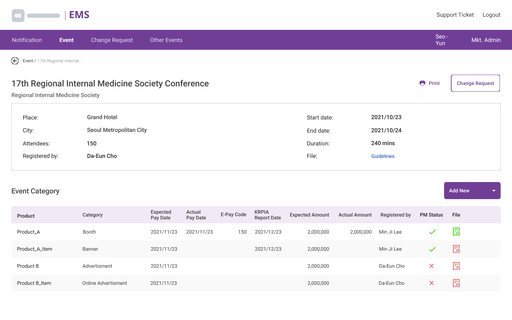 EMS
Support Ticket Logout
Notification Event Change Request Other Events Seo - Yun Mkt. Admin
Event / 17th Regional Internal...
17th Regional Internal Medicine Society Conference
Print Change Request
Regional Internal Medicine Society
Place: Grand Hotel Start date: 2021/10/23
City: Seoul Metropolitan City End date: 2021/10/24
Attendees: 150 Duration: 240 mins
Registered by: Da-Eun Cho File: Guidelines.
Event Category Add New
Product Category Expected Pay Date Actual Pay Date E-Pay Code KRPIA Report Date Expected Amount Actual Amount Registered by PM Status File
Product_A Booth 2021/11/23 2021/11/23 150 2021/12/23 2,000,000 2,000,000 Min Ji Lee
Product_A_Item Banner 2021/11/23 2021/12/23 2,000,000 Min Ji Lee
Product B Advertisment 2021/11/23 2,000,000 Da-Eun Cho
Product B_Item Online Advertisment 2021/11/23 2,000,000 Da-Eun Cho